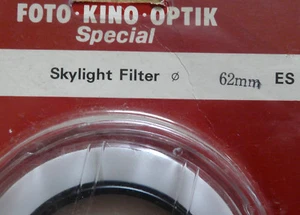 FOTO·KINO·OPTIK
Special
Skylight Filter ø 62mm ES